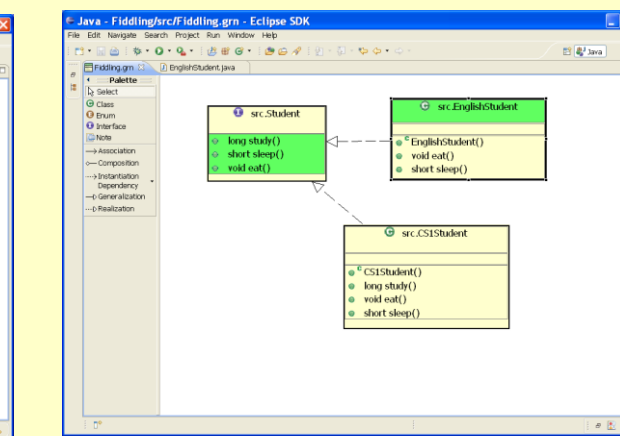 Java - Fiddling/src/Fiddling.grn - Eclipse SDK
File Edit Navigate Search Project Run Window Help
Java
Fiddling.grn
EnglishStudent.java
Palette
Select
Class
Enum
Interface
Note
Association
Composition
Instantiation
Dependency
Generalization
Realization
src.Student
long study()
short sleep()
void eat()
src.EnglishStudent
EnglishStudent()
void eat()
short sleep()
src.CS1Student
CS1Student()
long study()
void eat()
short sleep()